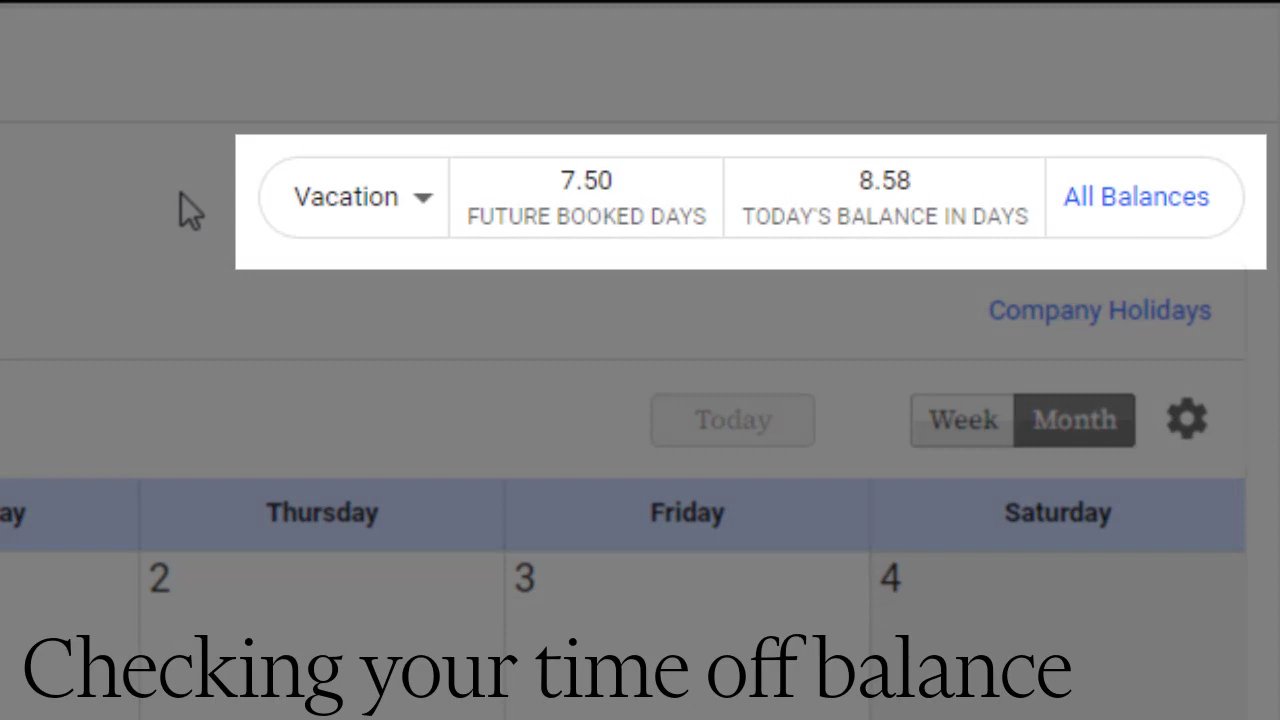 Vacation
7.50
FUTURE BOOKED DAYS
8.58
TODAY'S BALANCE IN DAYS
All Balances
Company Holidays
Today
Week Month
ay Thursday Friday Saturday
2 3 4
Checking your time off balance